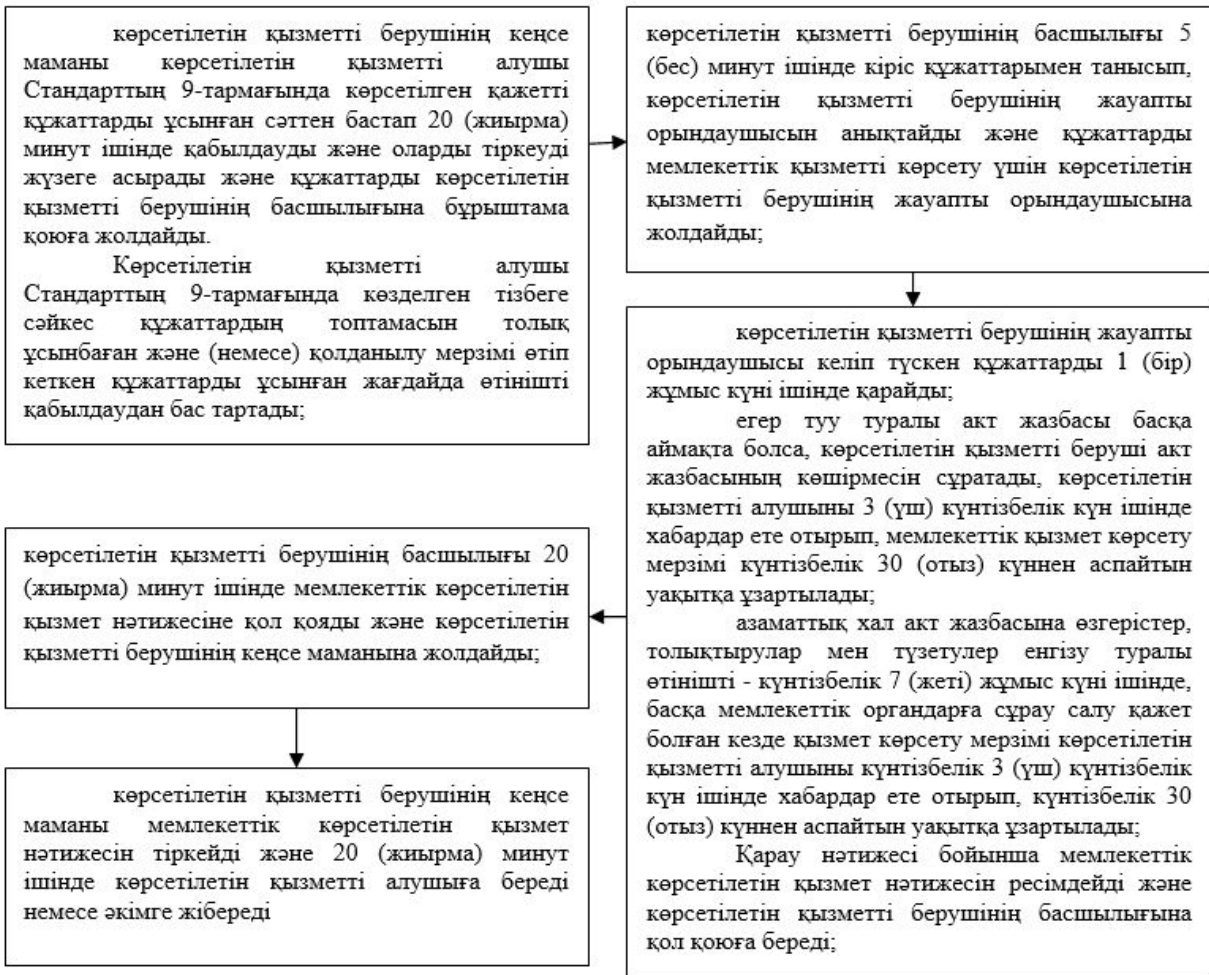 көрсетілетін қызметті берушінің кеңсе
маманы көрсетілетін қызметті алушы
Стандарттың 9-тармағында көрсетілген қажетті
құжаттарды ұсынған сәттен бастап 20 (жиырма)
минут ішінде қабылдауды және оларды тіркеуді
жүзеге асырады және құжаттарды көрсетілетін
қызметті берушінің басшылығына бұрыштама
қоюға жолдайды.
Көрсетілетін қызметті алушы
Стандарттың 9-тармағында көзделген тізбеге
сәйкес құжаттардың топтамасын толық
ұсынбаған және (немесе) қолданылу мерзімі өтіп
кеткен құжаттарды ұсынған жағдайда өтінішті
қабылдаудан бас тартады;
көрсетілетін қызметті берушінің басшылығы 5
(бес) минут ішінде кіріс құжаттарымен танысып,
көрсетілетін қызметті берушінің жауапты
орындаушысын анықтайды және құжаттарды
мемлекеттік қызметті көрсету үшін көрсетілетін
қызметті берушінің жауапты орындаушысына
жолдайды;
көрсетілетін қызметті берушінің жауапты
орындаушысы келіп түскен құжаттарды 1 (бір)
жұмыс күні ішінде қарайды;
егер туу туралы акт жазбасы басқа
аймақта болса, көрсетілетін қызметті беруші акт
жазбасының көшірмесін сұратады, көрсетілетін
қызметті алушыны 3 (үш) күнтізбелік күн ішінде
хабардар ете отырып, мемлекеттік қызмет көрсету
мерзімі күнтізбелік 30 (отыз) күннен аспайтын
уақытқа ұзартылады;
азаматтық хал акт жазбасына өзгерістер,
толықтырулар мен түзетулер енгізу туралы
өтінішті - күнтізбелік 7 (жеті) жұмыс күні ішінде,
басқа мемлекеттік органдарға сұрау салу қажет
болған кезде қызмет көрсету мерзімі көрсетілетін
қызметті алушыны күнтізбелік 3 (үш) күнтізбелік
күн ішінде хабардар ете отырып, күнтізбелік 30
(отыз) күннен аспайтын уақытқа ұзартылады;
Қарау нәтижесі бойынша мемлекеттік
көрсетілетін қызмет нәтижесін ресімдейді және
көрсетілетін қызметті берушінің басшылығына
қол қоюға береді;
көрсетілетін қызметті берушінің басшылығы 20
(жиырма) минут ішінде мемлекеттік көрсетілетін
қызмет нәтижесіне қол қояды және көрсетілетін
қызметті берушінің кеңсе маманына жолдайды;
көрсетілетін қызметті берушінің кеңсе
маманы мемлекеттік көрсетілетін қызмет
нәтижесін тіркейді және 20 (жиырма) минут
ішінде көрсетілетін қызметті алушыға береді
немесе әкімге жібереді